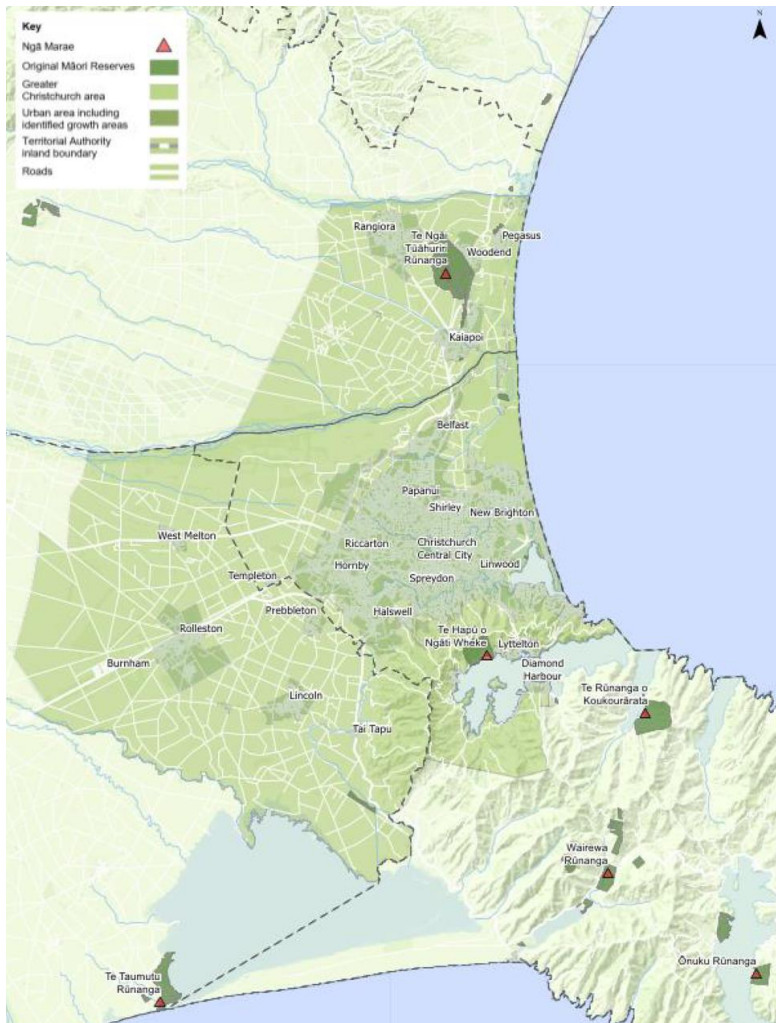 Key
Ngā Marae
Original Māori Reserves
Greater
Christchurch area
Urban area including
identified growth areas
Territorial Authority
inland boundary
Roads
N
Rangiora
Te Ngāi
Tūāhuriri
Rūnanga
Pegasus
Woodend
Kaiapoi
Belfast
Papanui
Shirley
New Brighton
West Melton
Riccarton
Christchurch
Central City
Hornby
Linwood
Templeton
Spreydon
Prebbleton
Halswell
Rolleston
Te Hapū o
Ngāti Wheke
Lyttelton
Burnham
Diamond
Harbour
Te Rūnanga o
Koukourārata
Lincoln
Tai Tapu
Wairewa
Rūnanga
Ōnuku Rūnanga
Te Taumutu
Rūnanga